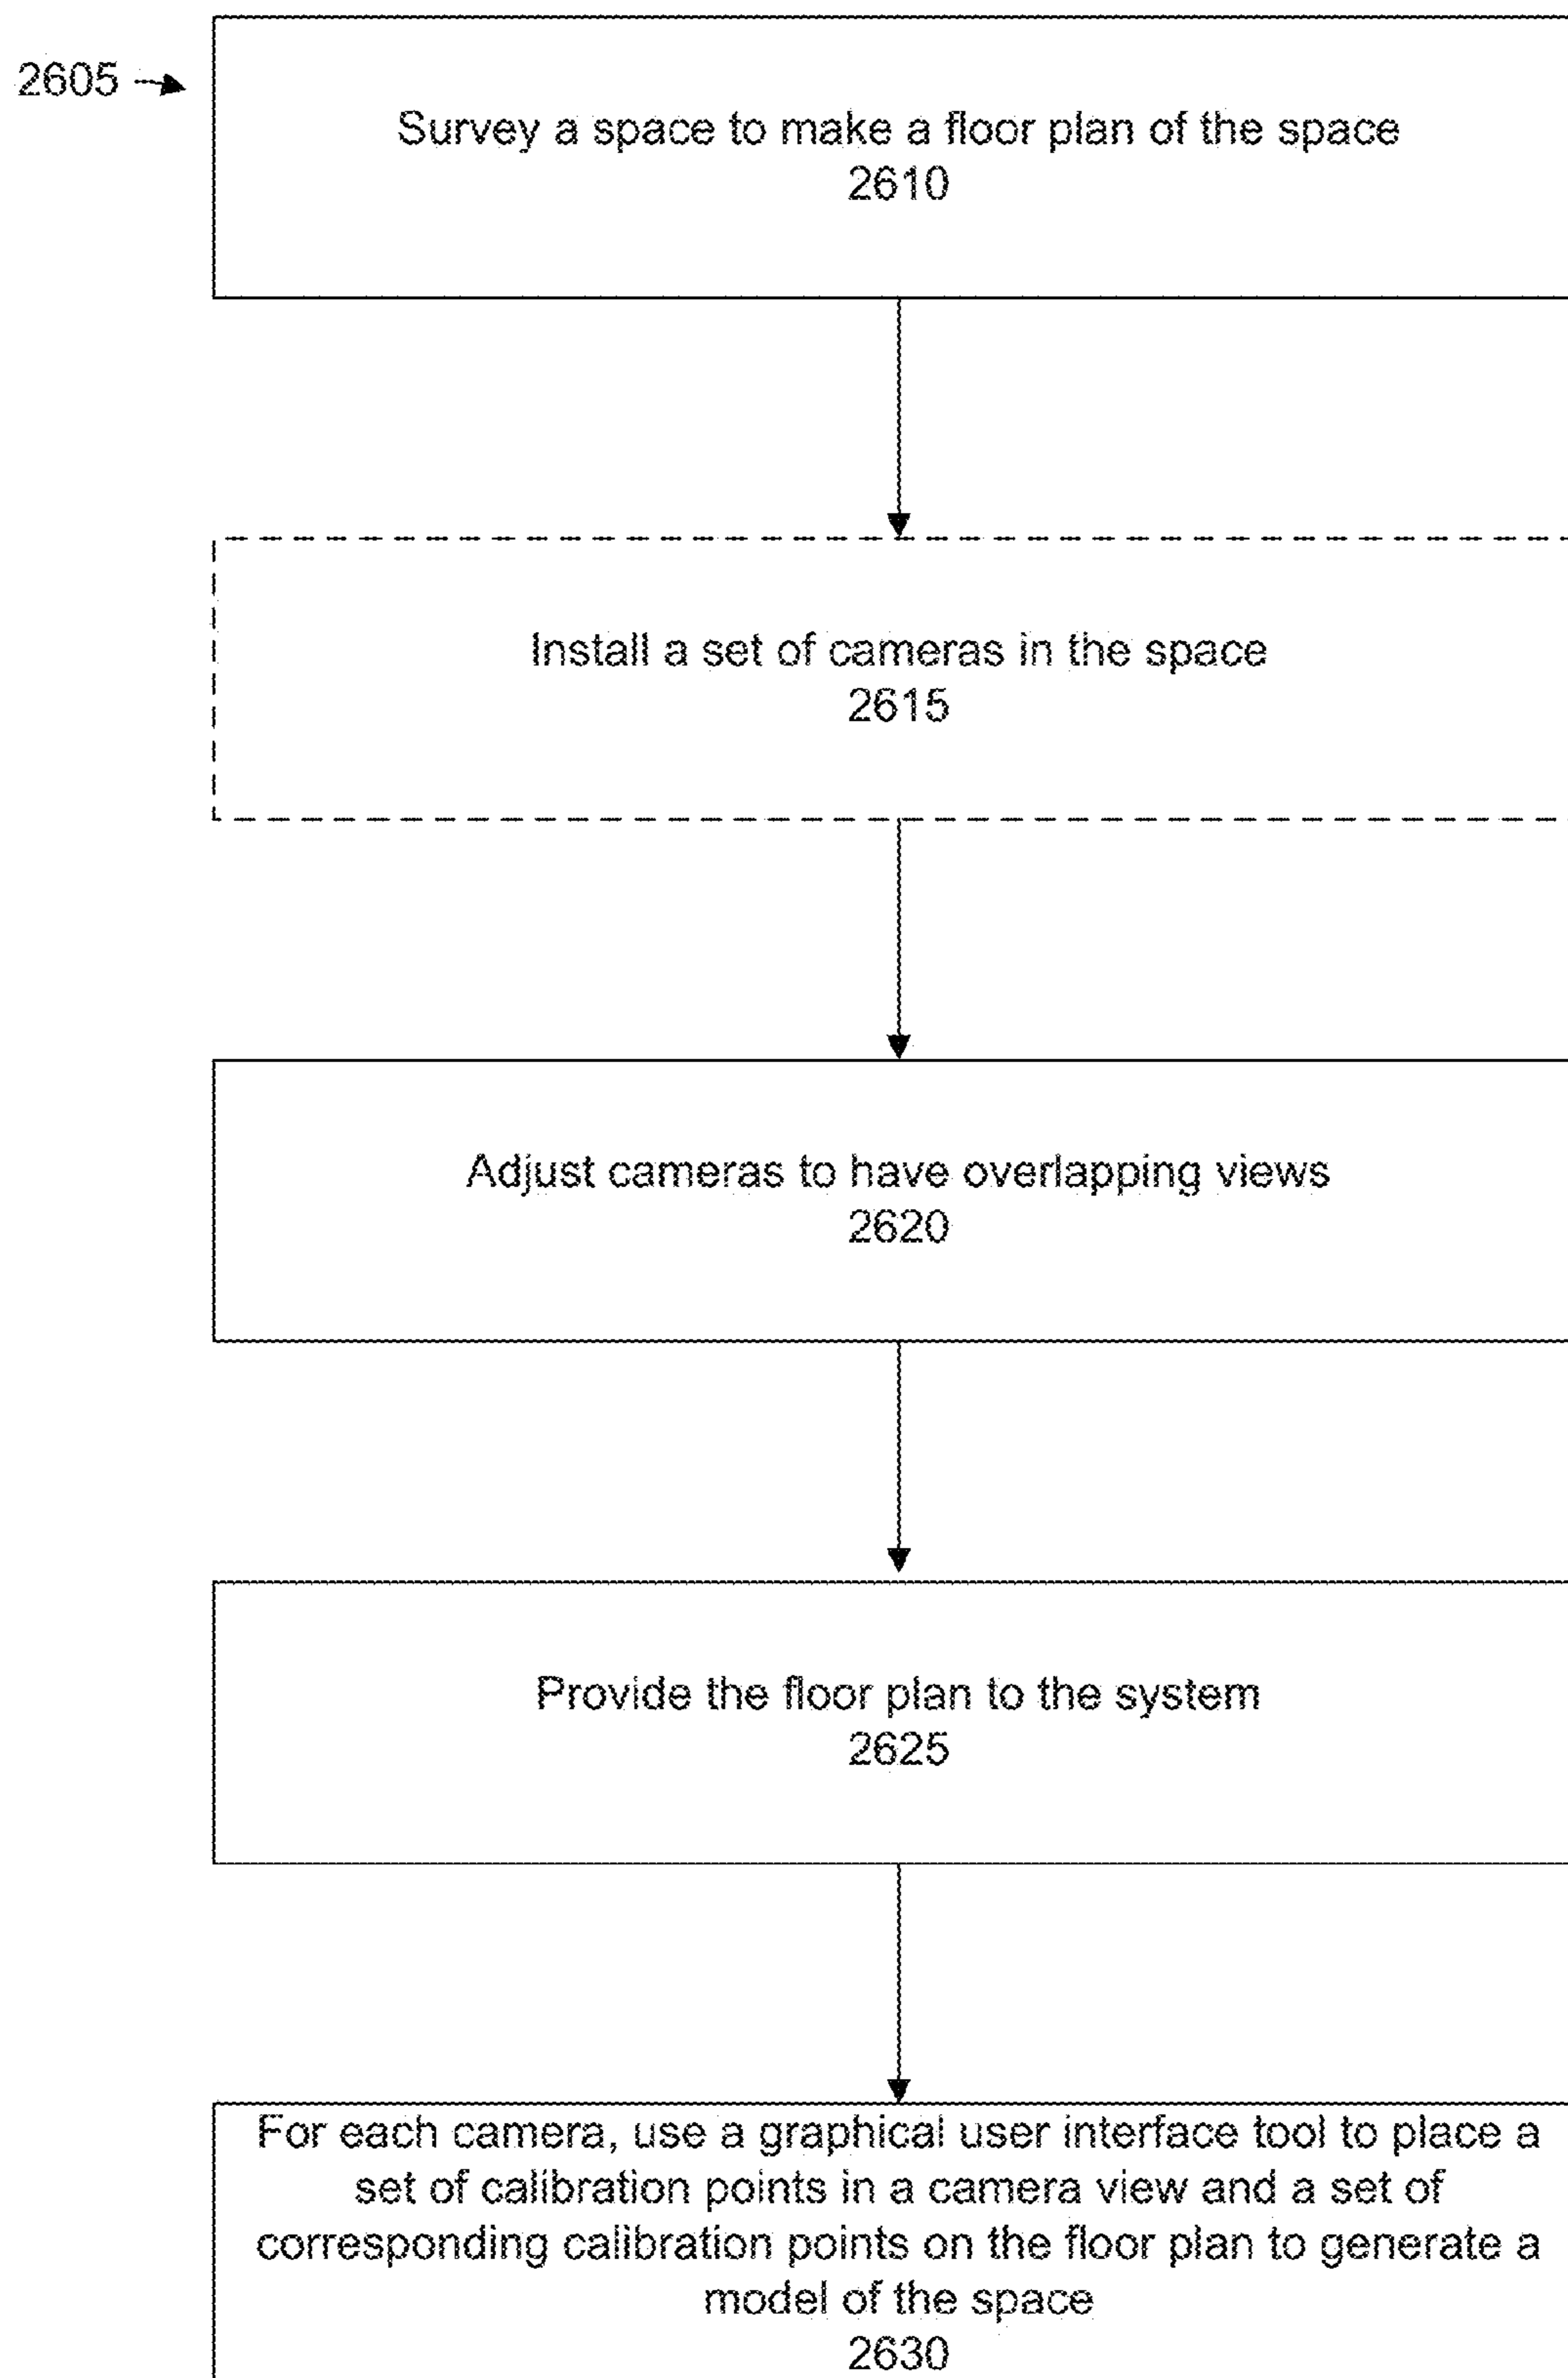 2605
Survey a space to make a floor plan of the space
2610
Install a set of cameras in the space
2615
Adjust cameras to have overlapping views
2620
Provide the floor plan to the system
2625
For each camera, use a graphical user interface tool to place a
set of calibration points in a camera view and a set of
corresponding calibration points on the floor plan to generate a
model of the space
2630